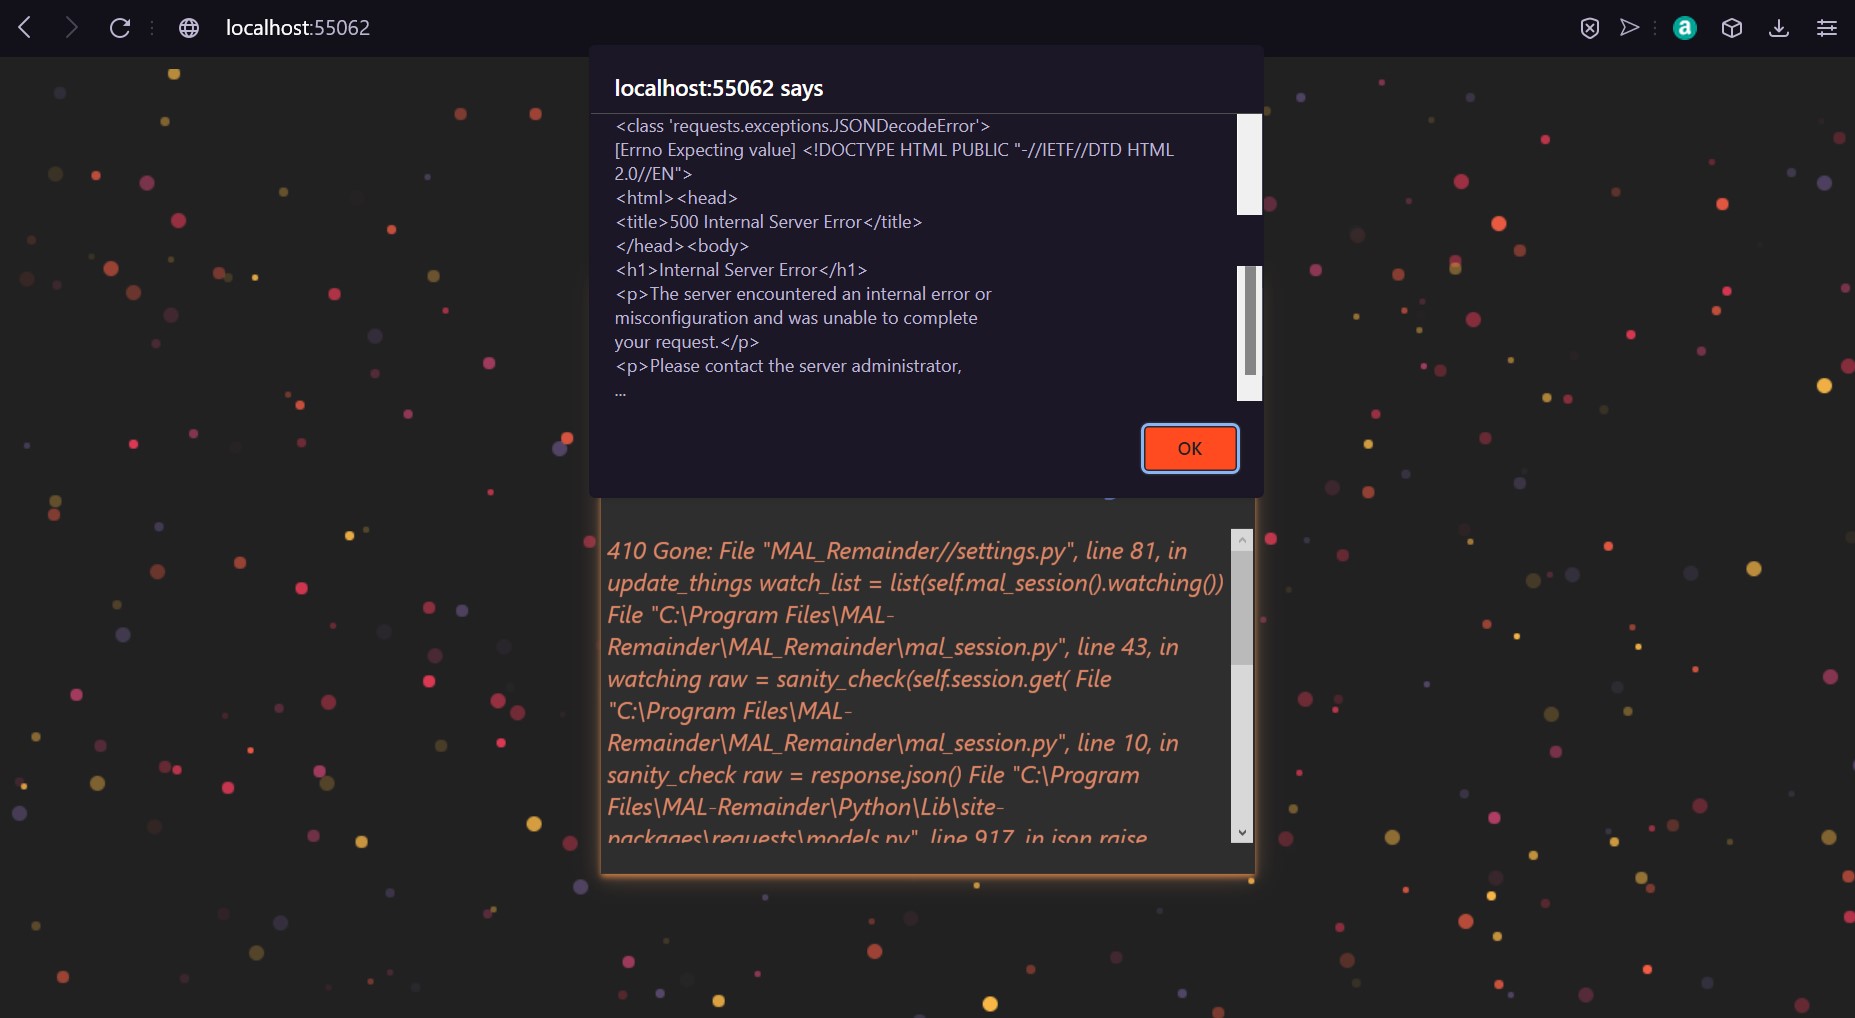 localhost:55062
a
localhost:55062 says
<class 'requests.exceptions.JSONDecodeError'>
[Errno Expecting value] <!DOCTYPE HTML PUBLIC "-//IETF//DTD HTML
2.0//EN">
<html><head>
<title>500 Internal Server Error</title>
</head><body>
<h1>Internal Server Error</h1>
<p>The server encountered an internal error or
misconfiguration and was unable to complete
your request.</p>
<p>Please contact the server administrator,
...
OK
410 Gone: File "MAL_Remainder//settings.py", line 81, in
update_things watch_list = list(self.mal_session().watching())
File "C:\Program Files\MAL-
Remainder\MAL_Remainder\mal_session.py", line 43, in
watching raw = sanity_check(self.session.get( File
"C:\Program Files\MAL-
Remainder\MAL_Remainder\mal_session.py", line 10, in
sanity_check raw = response.json() File "C:\Program
Files\MAL-Remainder\Python\Lib\site-
packages\requests\models.py", line 917, in json raise